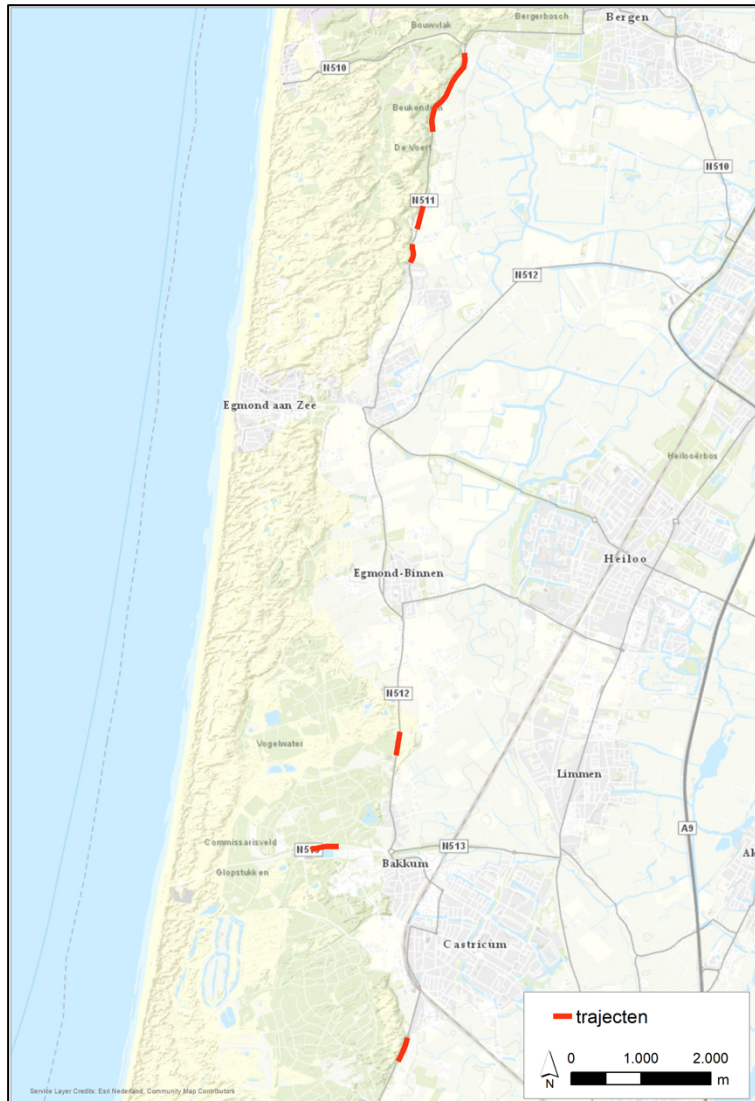 Bouwvlak
Bergerbosch
Bergen
N510
De Voert
N510
N511
N512
Egmond aan Zee
Heilooërbos
Heiloo
Egmond-Binnen
N512
Vogelwater
Limmen
Commissarisveld
N513
A9
Bakkum
Glopstukken
Castricum
trajecten
0 1.000 2.000
m
N
Service Layer Credits: Esri Nederland, Community Map Contributors